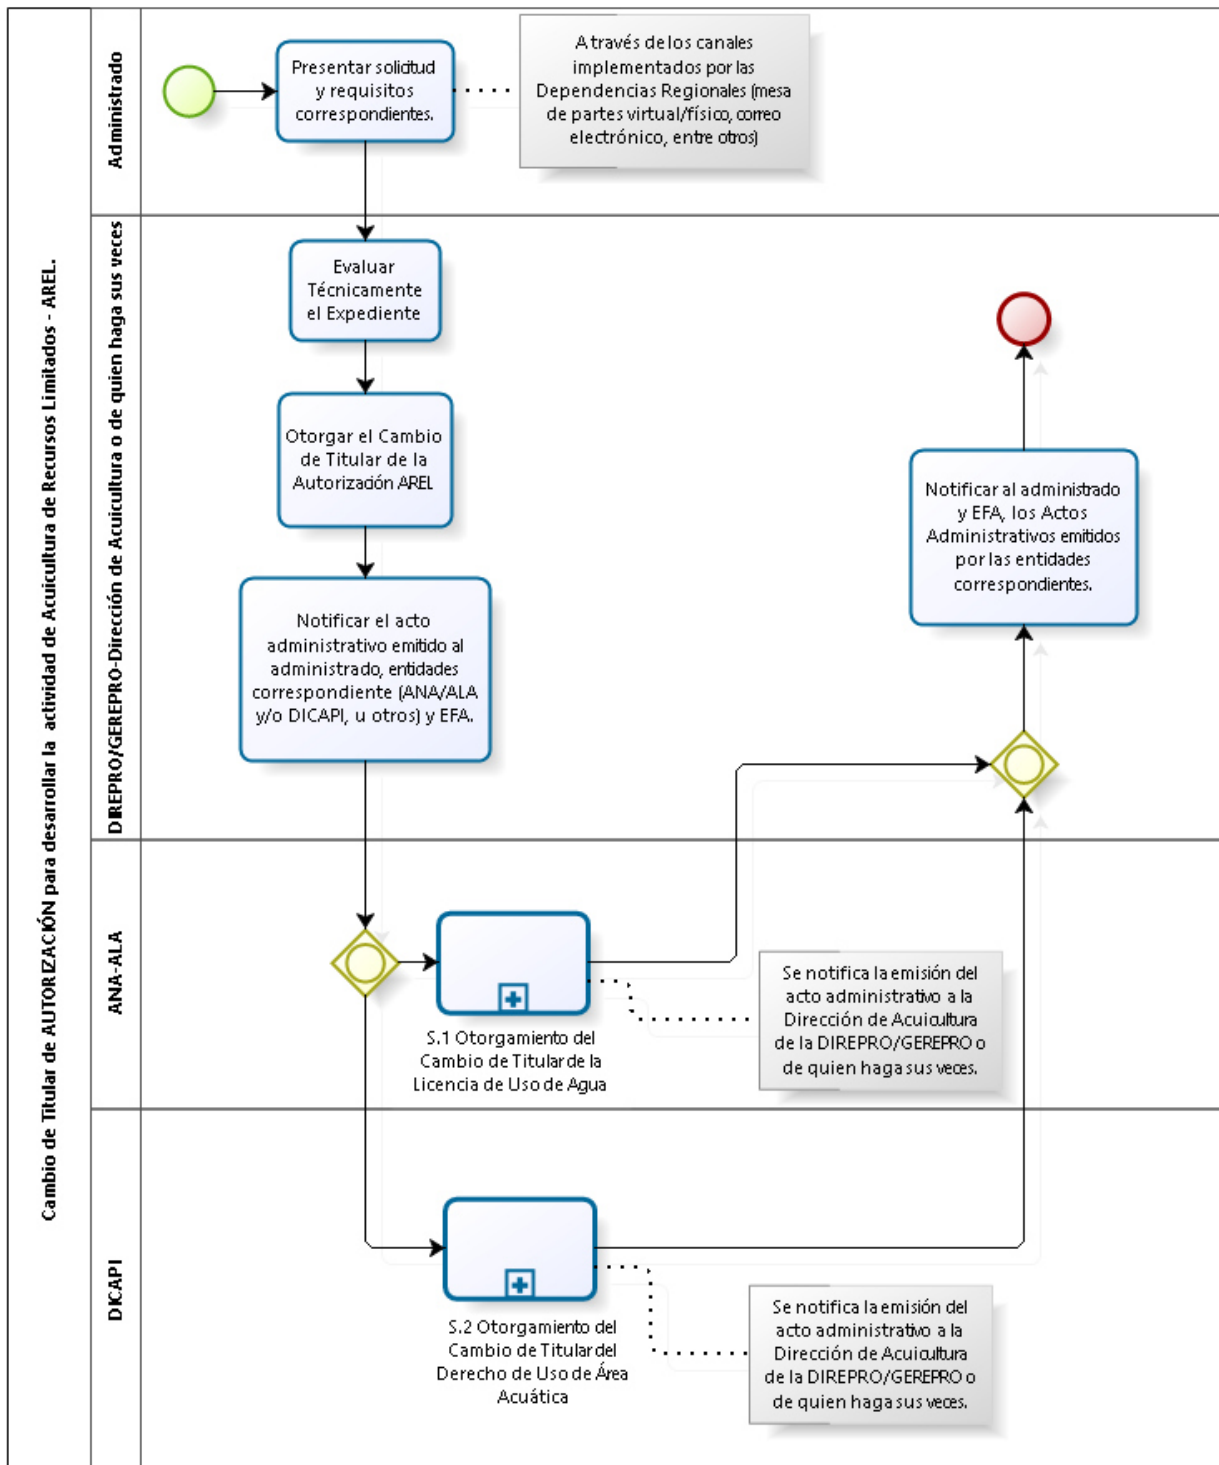 Cambio de Titular de AUTORIZACIÓN para desarrollar la actividad de Acuicultura de Recursos Limitados - AREL.
Administrado
Presentar solicitud
y requisitos
correspondientes.
A través de los canales
implementados por las
Dependencias Regionales (mesa
de partes virtual/físico, correo
electrónico, entre otros)
DIREPRO/GEREPRO-Dirección de Acuicultura o de quien haga sus veces
Evaluar
Técnicamente
el Expediente
Otorgar el Cambio
de Titular de la
Autorización AREL
Notificar el acto
administrativo emitido al
administrado, entidades
correspondiente (ANA/ALA
y/o DICAPI, u otros) y EFA.
Notificar al administrado
y EFA, los Actos
Administrativos emitidos
por las entidades
correspondientes.
ANA-ALA
S.1 Otorgamiento del
Cambio de Titular de la
Licencia de Uso de Agua
Se notifica la emisión del
acto administrativo a la
Dirección de Acuicultura
de la DIREPRO/GEREPRO o
de quien haga sus veces.
DICAPI
S.2 Otorgamiento del
Cambio de Titular del
Derecho de Uso de Área
Acuática
Se notifica la emisión del
acto administrativo a la
Dirección de Acuicultura
de la DIREPRO/GEREPRO o
de quien haga sus veces.